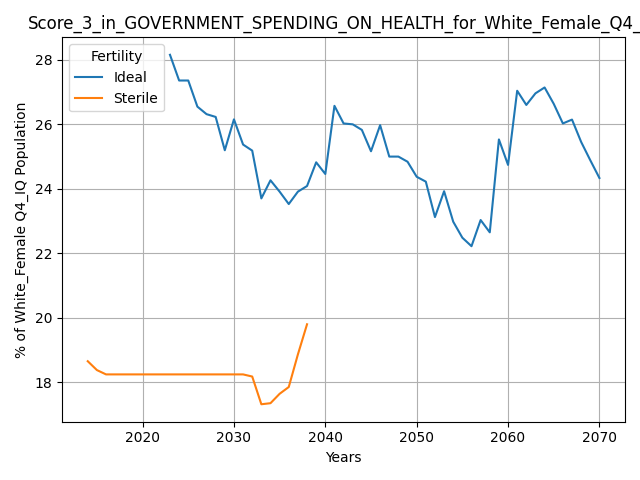 Score_3_in_GOVERNMENT_SPENDING_ON_HEALTH_for_White_Female_Q4_
Fertility
Ideal
Sterile
% of White_Female Q4_IQ Population
28
26
24
22
20
18
2020 2030 2040 2050 2060 2070
Years